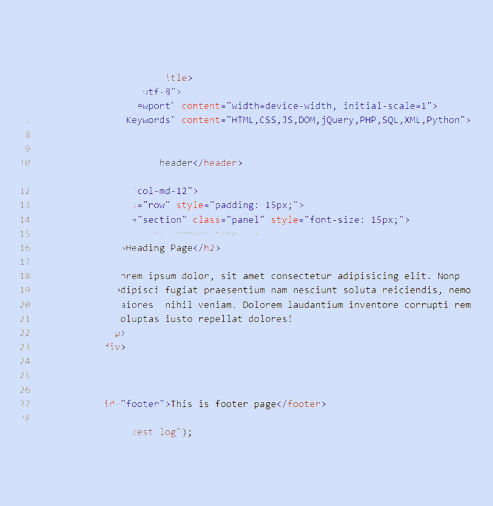 itle>
utf-8">
ewport" content="width=device-width, initial-scale=1">
Keywords" content="HTML,CSS,JS,DOM,jQuery,PHP,SQL,XML,Python">
8
9
10 header</header>
12 col-md-12">
13 ="row" style="padding: 15px;">
14 ="section" class="panel" style="font-size: 15px;">
15
16 >Heading Page</h2>
17
18 orem ipsum dolor, sit amet consectetur adipisicing elit. Nonp
19 dipisci fugiat praesentium nam nesciunt soluta reiciendis, nemo
20 aiores nihil veniam. Dolorem laudantium inventore corrupti rem
21 oluptas iusto repellat dolores!
22 p>
23 div>
24
25
26
27 id="footer">This is footer page</footer>
28
test log");